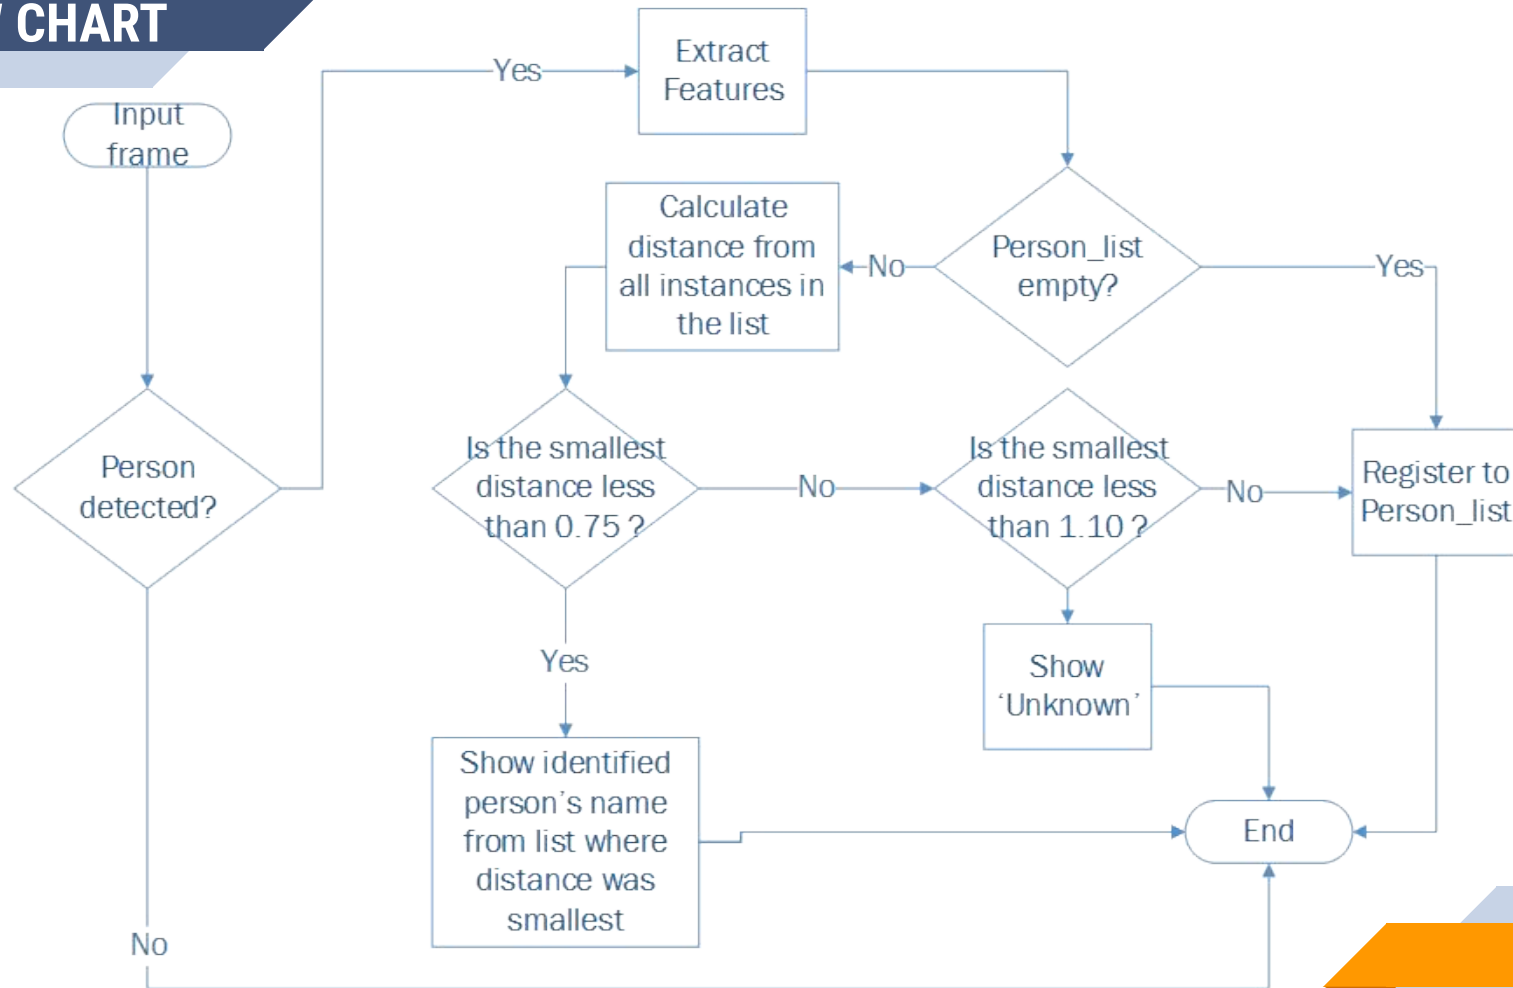 CHART
Input
frame
Yes
Extract
Features
Calculate
distance from
all instances in
the list
No
Person_list
empty?
Yes
Person
detected?
Is the smallest
distance less
than 0.75 ?
No
Is the smallest
distance less
than 1.10 ?
No
Register to
Person_list
Yes
Show
‘Unknown’
Show identified
person’s name
from list where
distance was
smallest
End
No